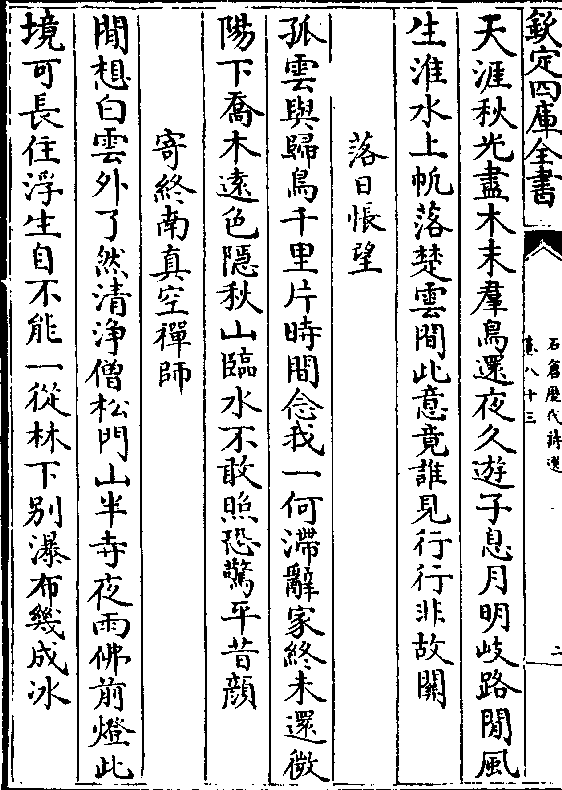 欽定四庫全書
石倉歷代詩選
卷八十三
二
天涯秋光盡木末羣鳥還夜久遊子息月明岐路閒風
生淮水上帆落楚雲間此意竟誰見行行非故關
落日悵望
孤雲與歸鳥千里片時間念我一何滯辭家終未還微
陽下喬木遠色隱秋山臨水不敢照恐驚平昔顔
寄終南真空禪師
閒想白雲外了然清淨僧松門山半寺夜雨佛前燈此
境可長住浮生自不能一從林下别瀑布幾成冰